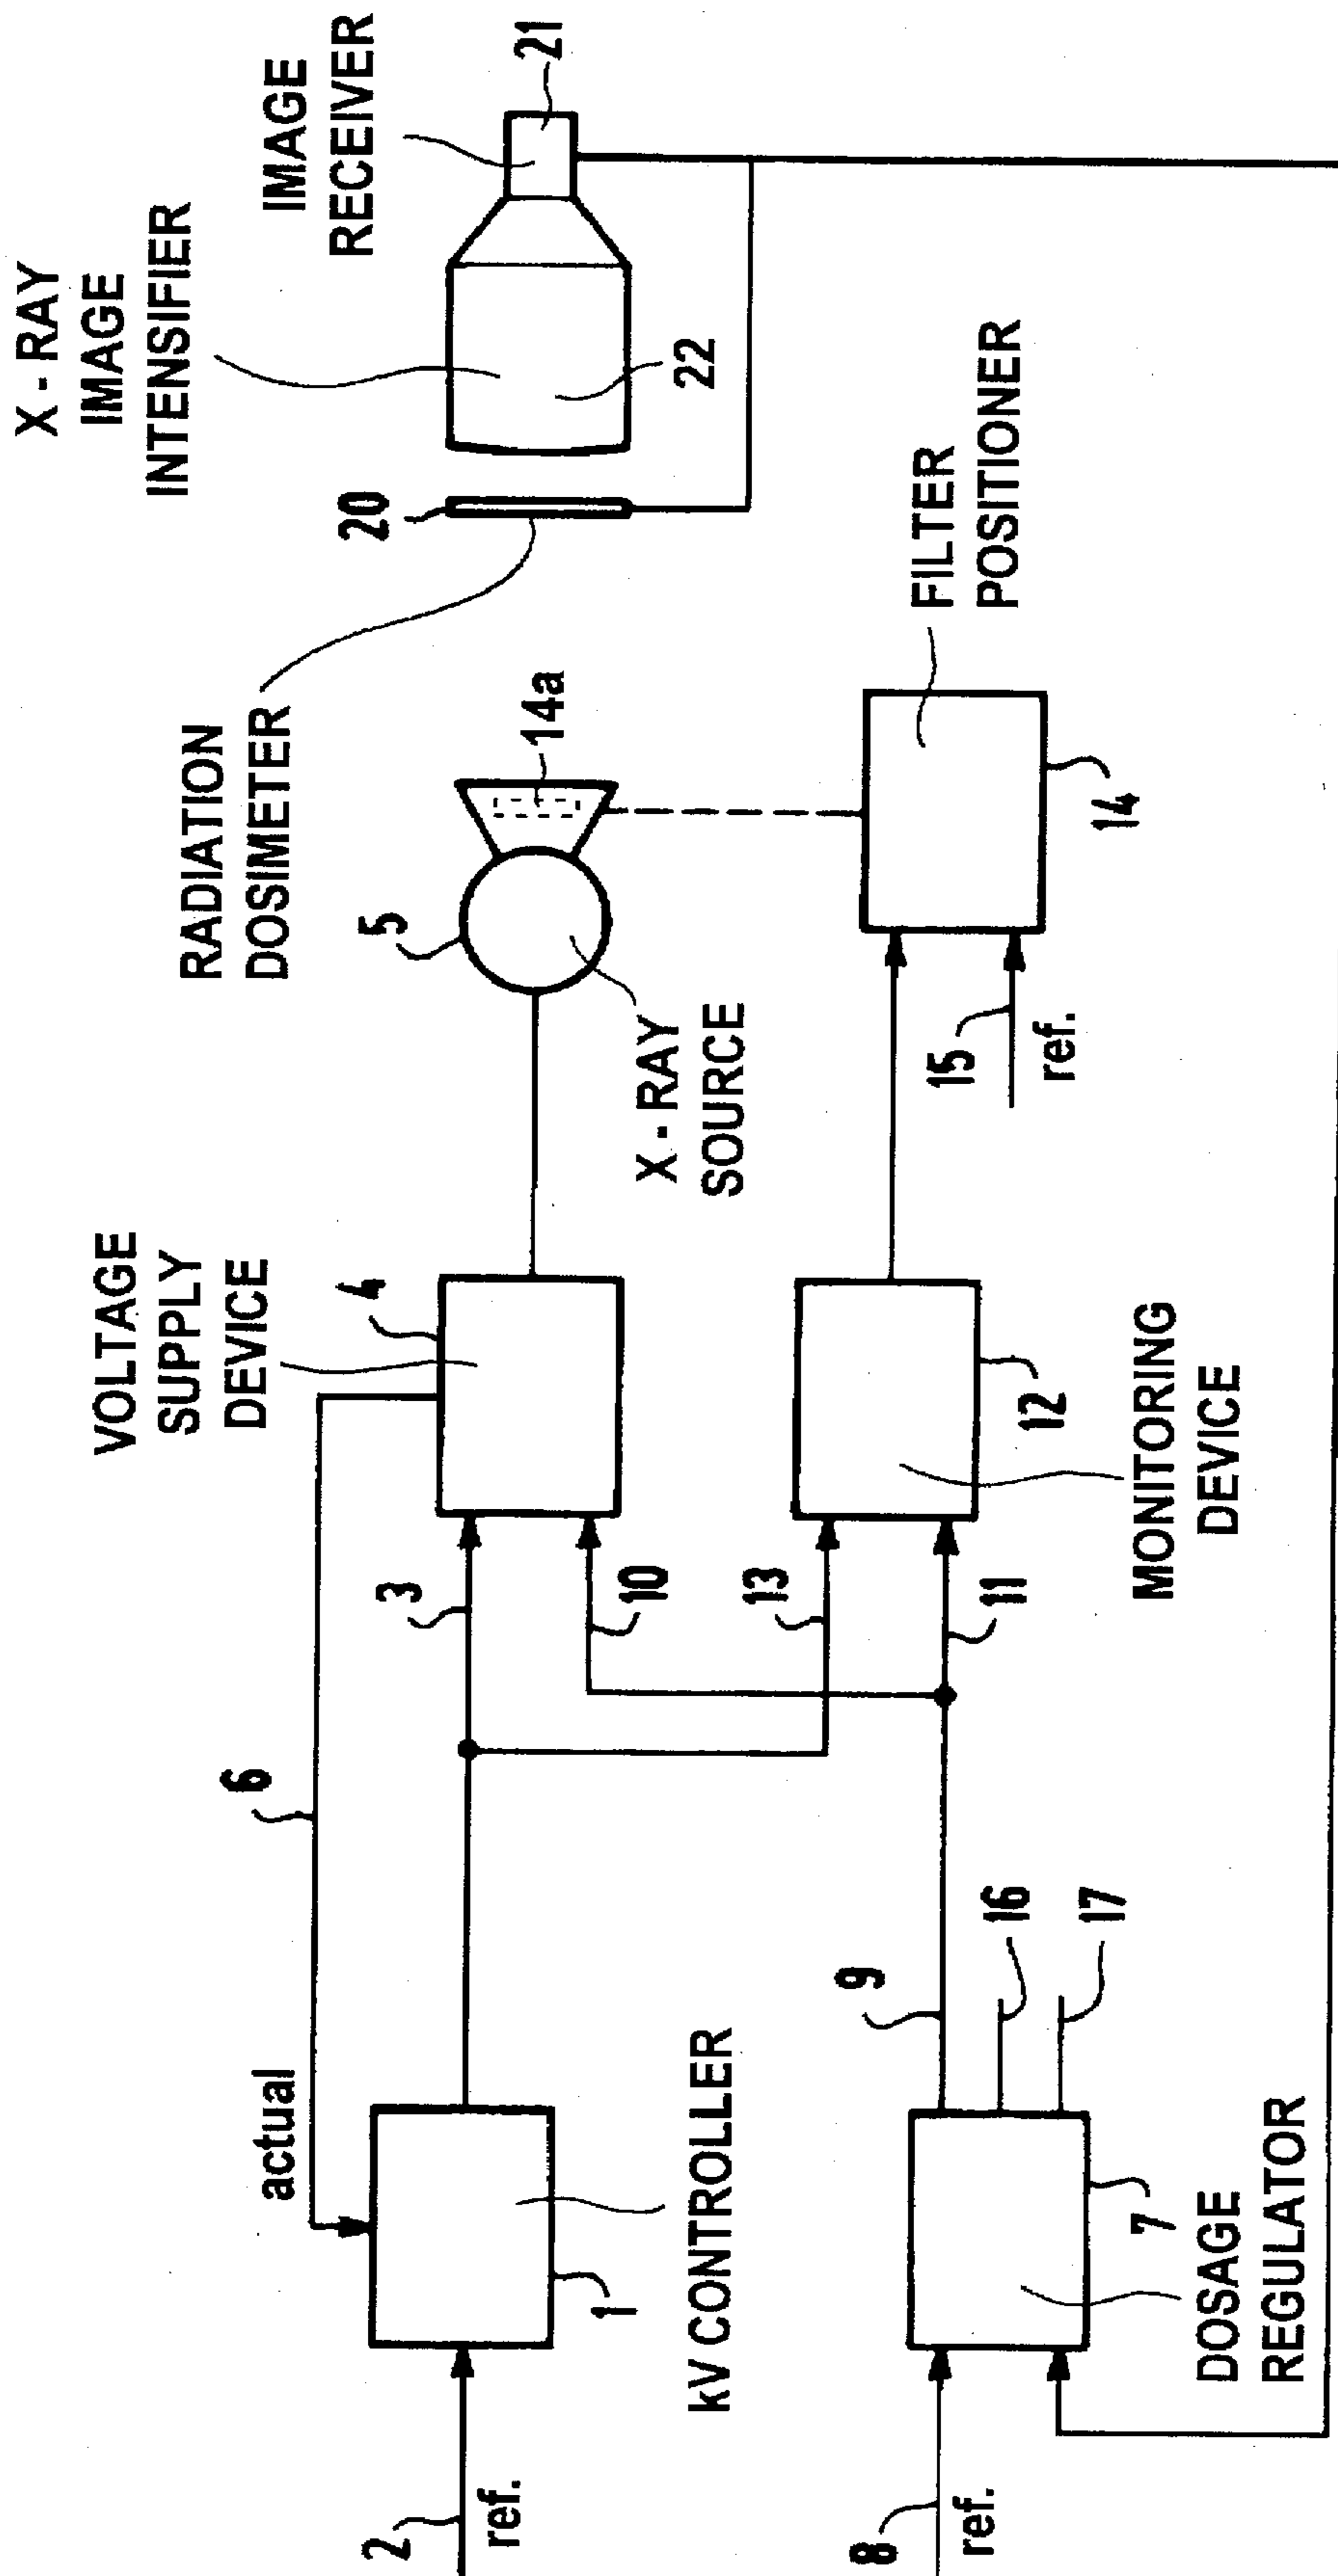 X - RAY
IMAGE
INTENSIFIER
IMAGE
RECEIVER
21
22
20
RADIATION
DOSIMETER
14a
5
X - RAY
SOURCE
FILTER
POSITIONER
14
15
ref.
VOLTAGE
SUPPLY
DEVICE
4
3
10
13
11
12
MONITORING
DEVICE
6
actual
1
kV CONTROLLER
2
ref.
9
16
17
7
DOSAGE
REGULATOR
8
ref.